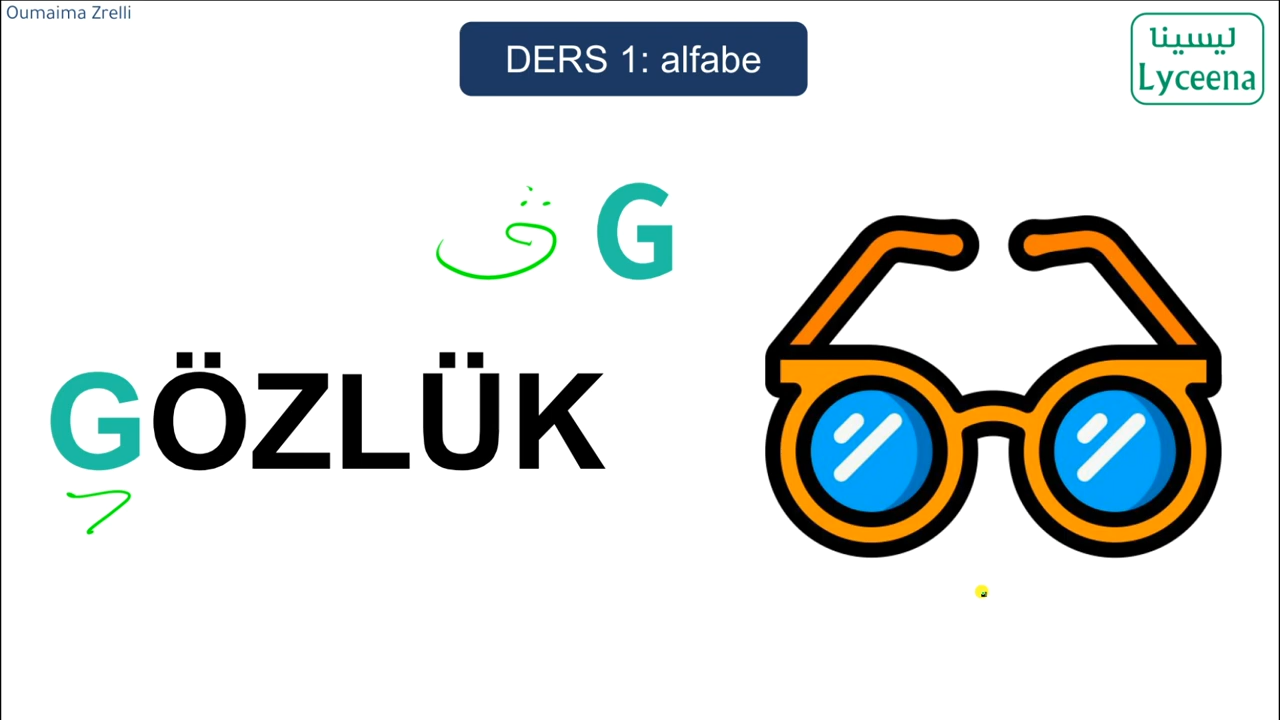 Oumaima Zrelli
DERS 1: alfabe
ليسينا
Lyceena
ڨ G
GÖZLÜK